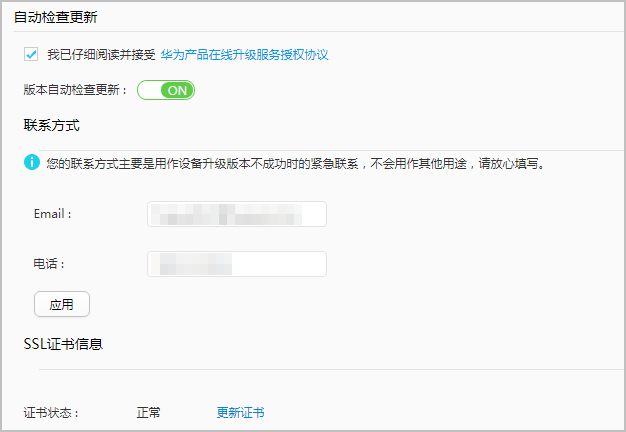 自动检查更新
我已仔细阅读并接受 华为产品在线升级服务授权协议
版本自动检查更新： ON
联系方式
您的联系方式主要是用作设备升级版本不成功时的紧急联系，不会用作其他用途，请放心填写。
Email：
电话：
应用
SSL证书信息
证书状态： 正常 更新证书